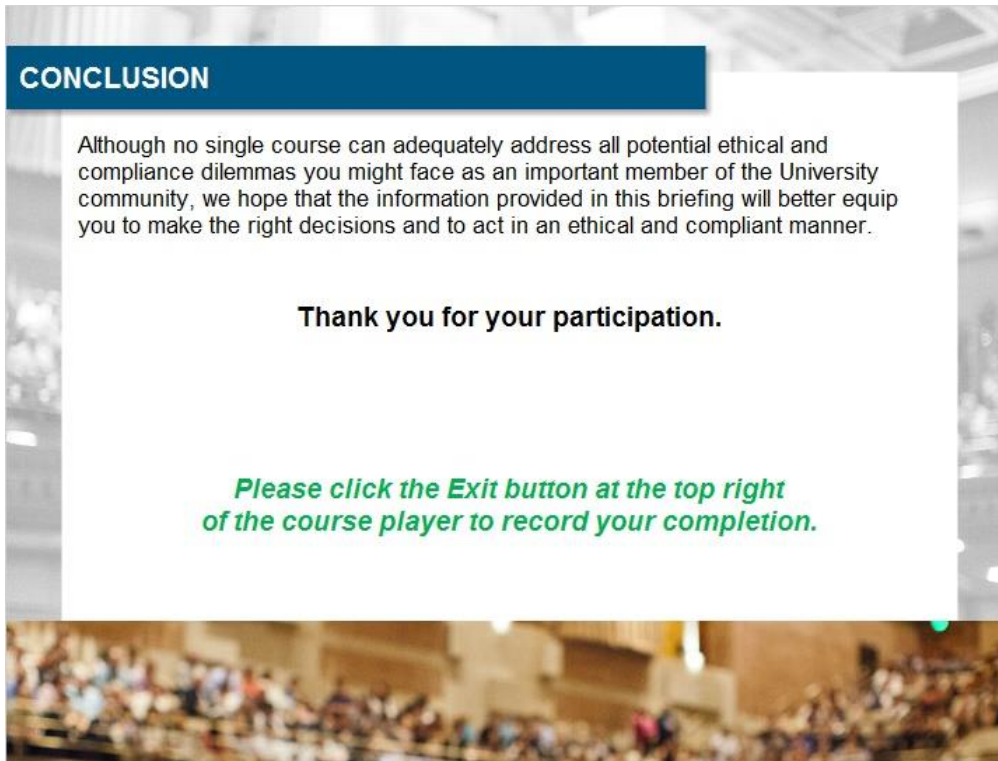 CONCLUSION
Although no single course can adequately address all potential ethical and
compliance dilemmas you might face as an important member of the University
community, we hope that the information provided in this briefing will better equip
you to make the right decisions and to act in an ethical and compliant manner.
Thank you for your participation.
Please click the Exit button at the top right
of the course player to record your completion.